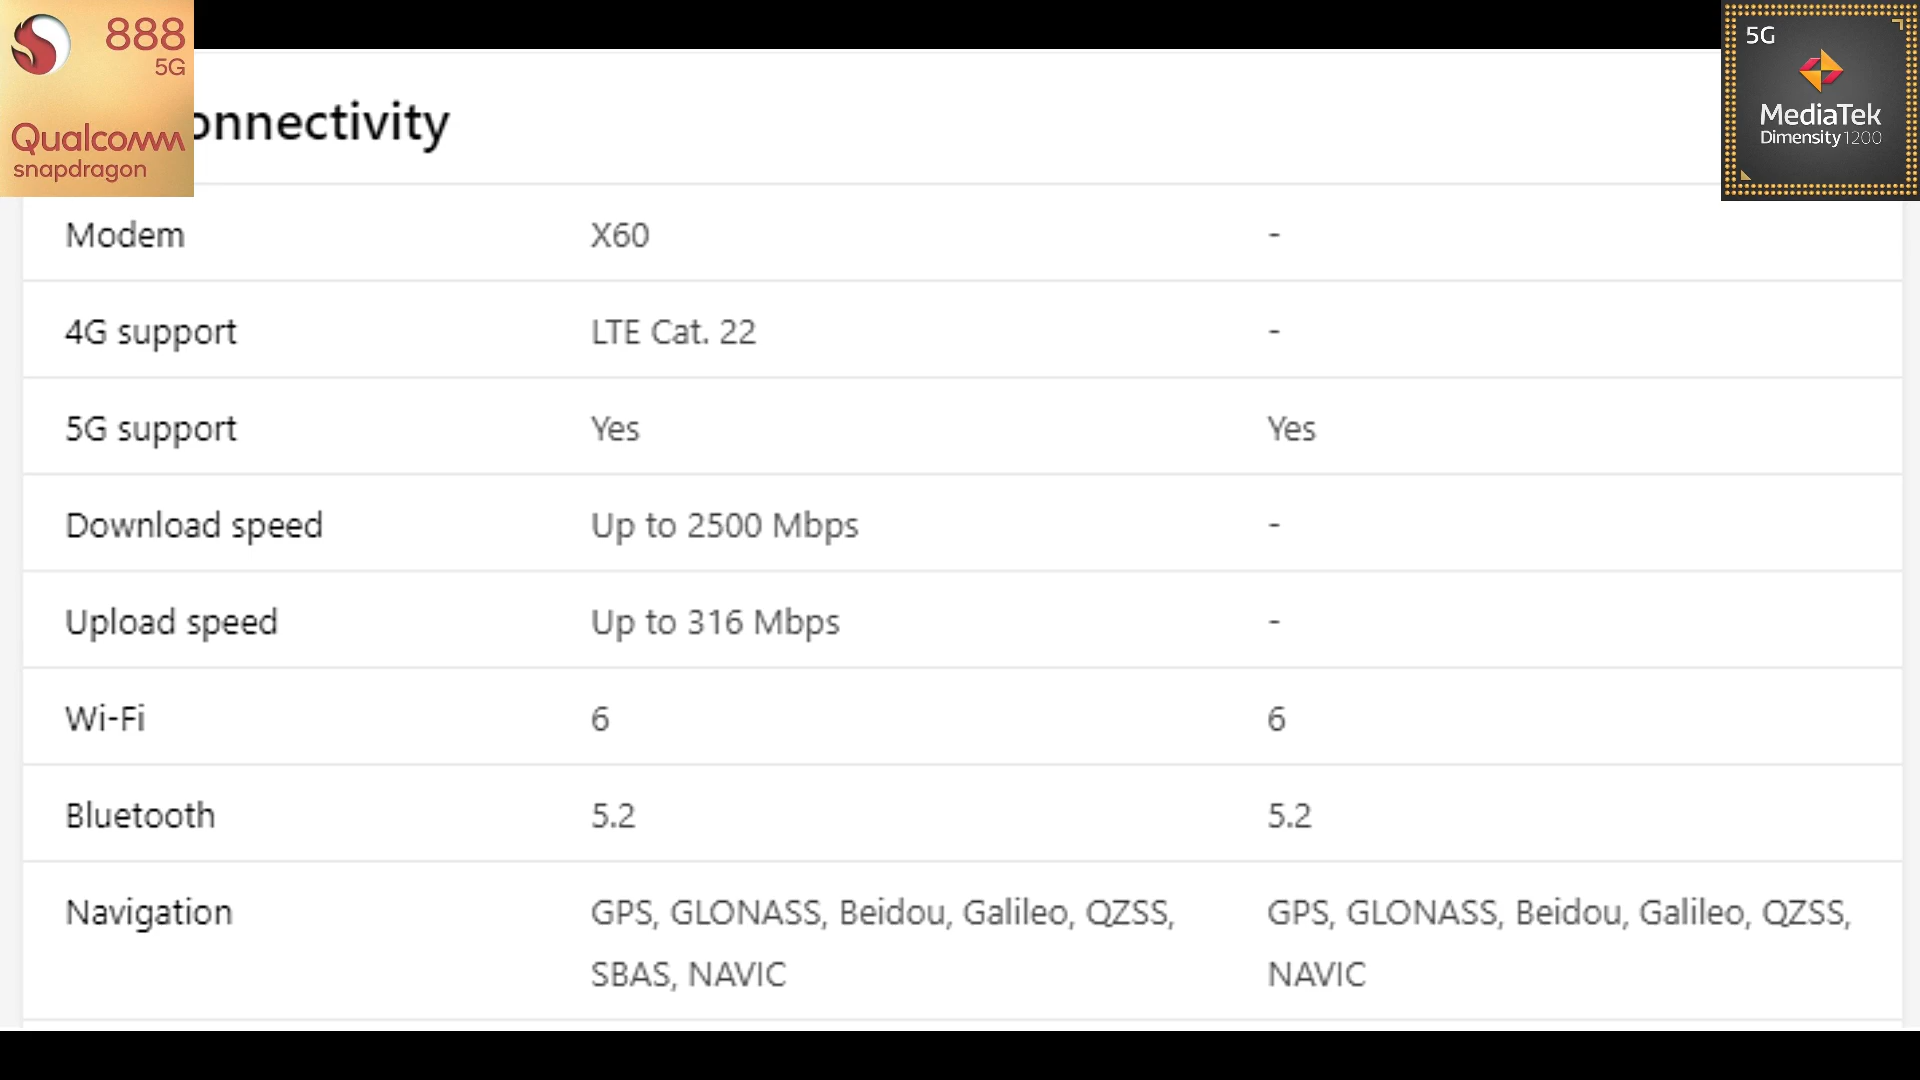 888
5G
Qualcomm
snapdragon
5G
MediaTek
Dimensity 1200
onnectivity
Modem X60 -
4G support LTE Cat. 22 -
5G support Yes Yes
Download speed Up to 2500 Mbps -
Upload speed Up to 316 Mbps -
Wi-Fi 6 6
Bluetooth 5.2 5.2
Navigation GPS, GLONASS, Beidou, Galileo, QZSS, GPS, GLONASS, Beidou, Galileo, QZSS,
SBAS, NAVIC NAVIC